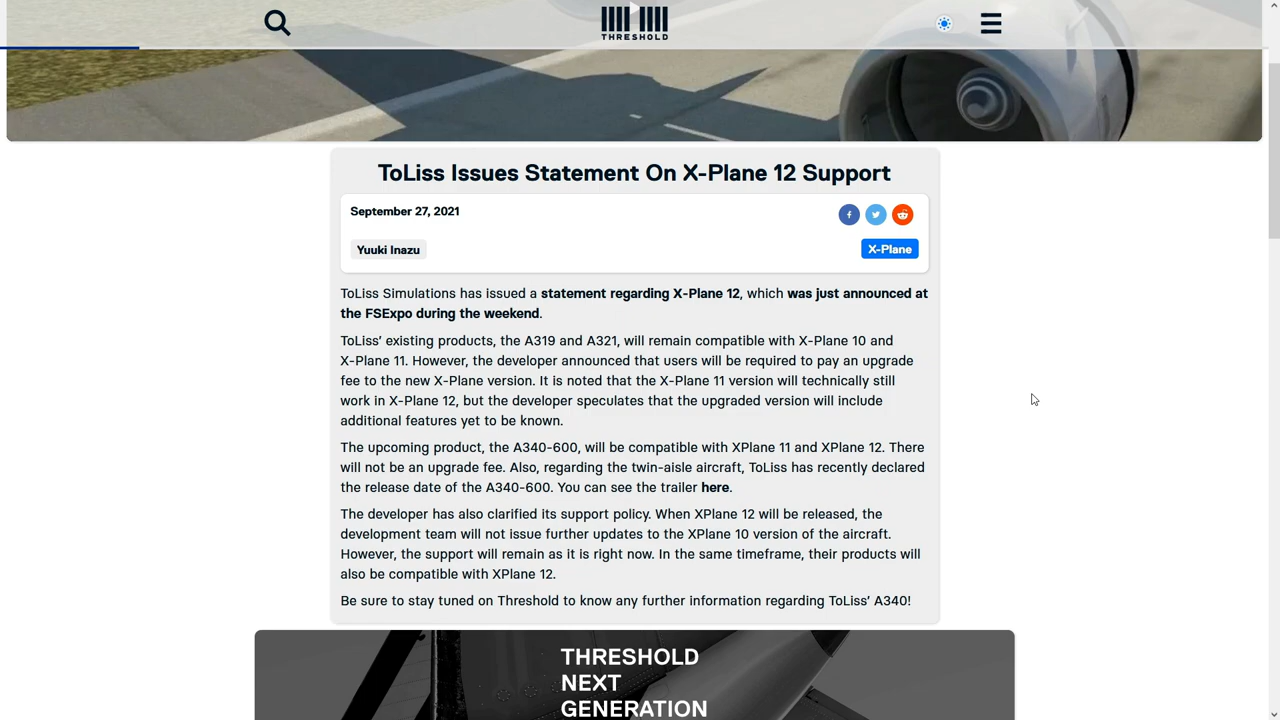 THRESHOLD
ToLiss Issues Statement On X-Plane 12 Support
September 27, 2021
Yuuki Inazu
X-Plane
ToLiss Simulations has issued a statement regarding X-Plane 12, which was just announced at
the FSExpo during the weekend.
ToLiss’ existing products, the A319 and A321, will remain compatible with X-Plane 10 and
X-Plane 11. However, the developer announced that users will be required to pay an upgrade
fee to the new X-Plane version. It is noted that the X-Plane 11 version will technically still
work in X-Plane 12, but the developer speculates that the upgraded version will include
additional features yet to be known.
The upcoming product, the A340-600, will be compatible with XPlane 11 and XPlane 12. There
will not be an upgrade fee. Also, regarding the twin-aisle aircraft, ToLiss has recently declared
the release date of the A340-600. You can see the trailer here.
The developer has also clarified its support policy. When XPlane 12 will be released, the
development team will not issue further updates to the XPlane 10 version of the aircraft.
However, the support will remain as it is right now. In the same timeframe, their products will
also be compatible with XPlane 12.
Be sure to stay tuned on Threshold to know any further information regarding ToLiss’ A340!
THRESHOLD
NEXT
GENERATION